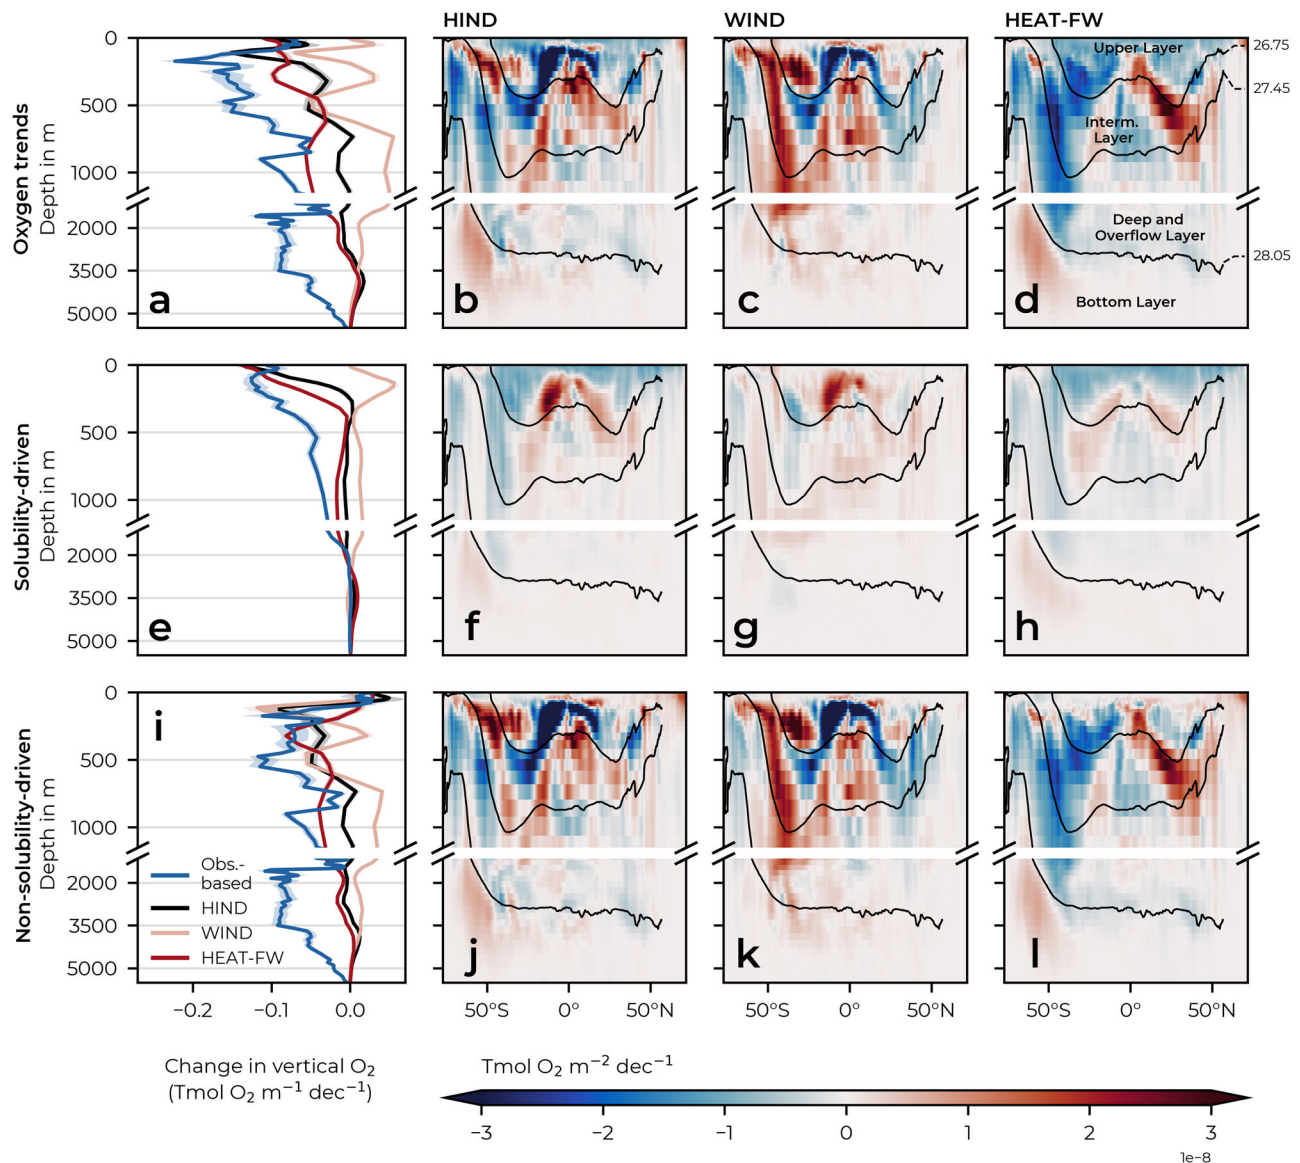 HIND
WIND
HEAT-FW
Oxygen trends
Depth in m
0
500
1000
2000
3500
5000
a
b
c
d
Upper Layer
Interm.
Layer
Deep and
Overflow Layer
Bottom Layer
26.75
27.45
28.05
Solubility-driven
Depth in m
0
500
1000
2000
3500
5000
e
f
g
h
Non-solubility-driven
Depth in m
0
500
1000
2000
3500
5000
i
Obs.-
based
HIND
WIND
HEAT-FW
j
k
l
−0.2 −0.1 0.0
50°S 0° 50°N
50°S 0° 50°N
50°S 0° 50°N
Change in vertical O₂
(Tmol O₂ m⁻¹ dec⁻¹)
Tmol O₂ m⁻² dec⁻¹
−3 −2 −1 0 1 2 3
1e−8